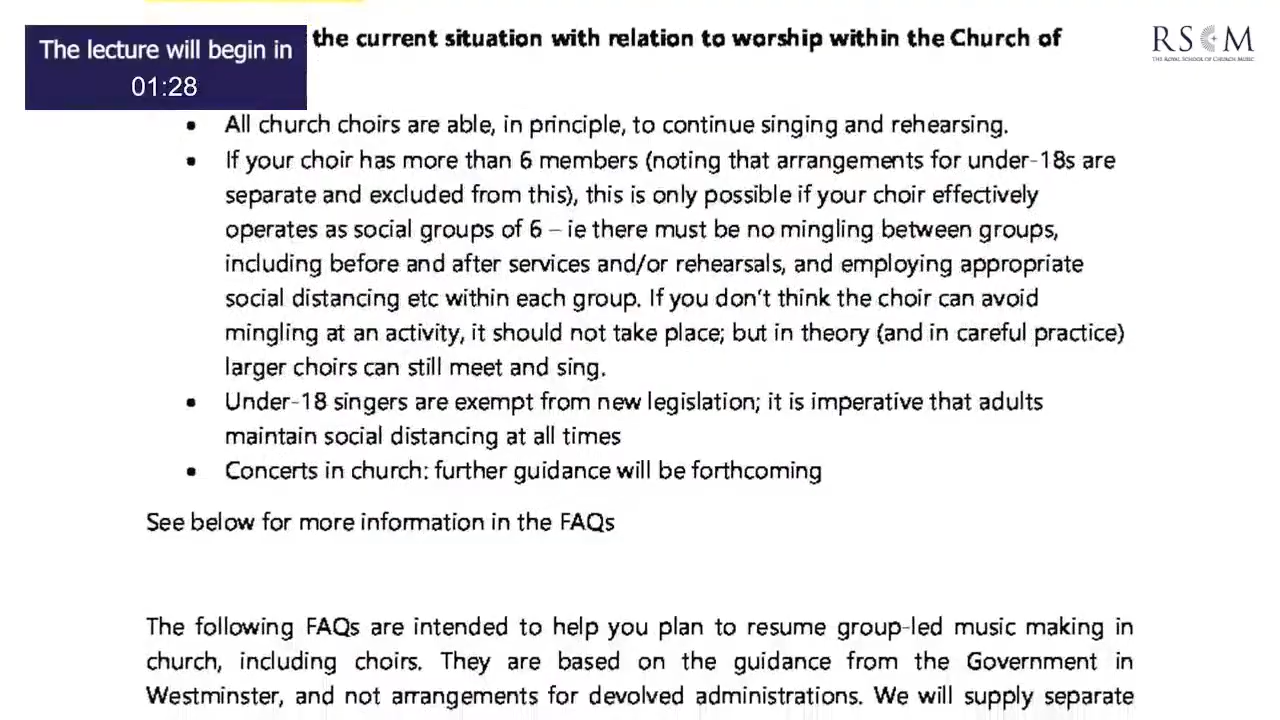 The lecture will begin in
01:28
the current situation with relation to worship within the Church of
RSCM
THE ROYAL SCHOOL OF CHURCH MUSIC
• All church choirs are able, in principle, to continue singing and rehearsing.
• If your choir has more than 6 members (noting that arrangements for under-18s are
separate and excluded from this), this is only possible if your choir effectively
operates as social groups of 6 – ie there must be no mingling between groups,
including before and after services and/or rehearsals, and employing appropriate
social distancing etc within each group. If you don't think the choir can avoid
mingling at an activity, it should not take place; but in theory (and in careful practice)
larger choirs can still meet and sing.
• Under-18 singers are exempt from new legislation; it is imperative that adults
maintain social distancing at all times
• Concerts in church: further guidance will be forthcoming
See below for more information in the FAQs
The following FAQs are intended to help you plan to resume group-led music making in
church, including choirs. They are based on the guidance from the Government in
Westminster, and not arrangements for devolved administrations. We will supply separate